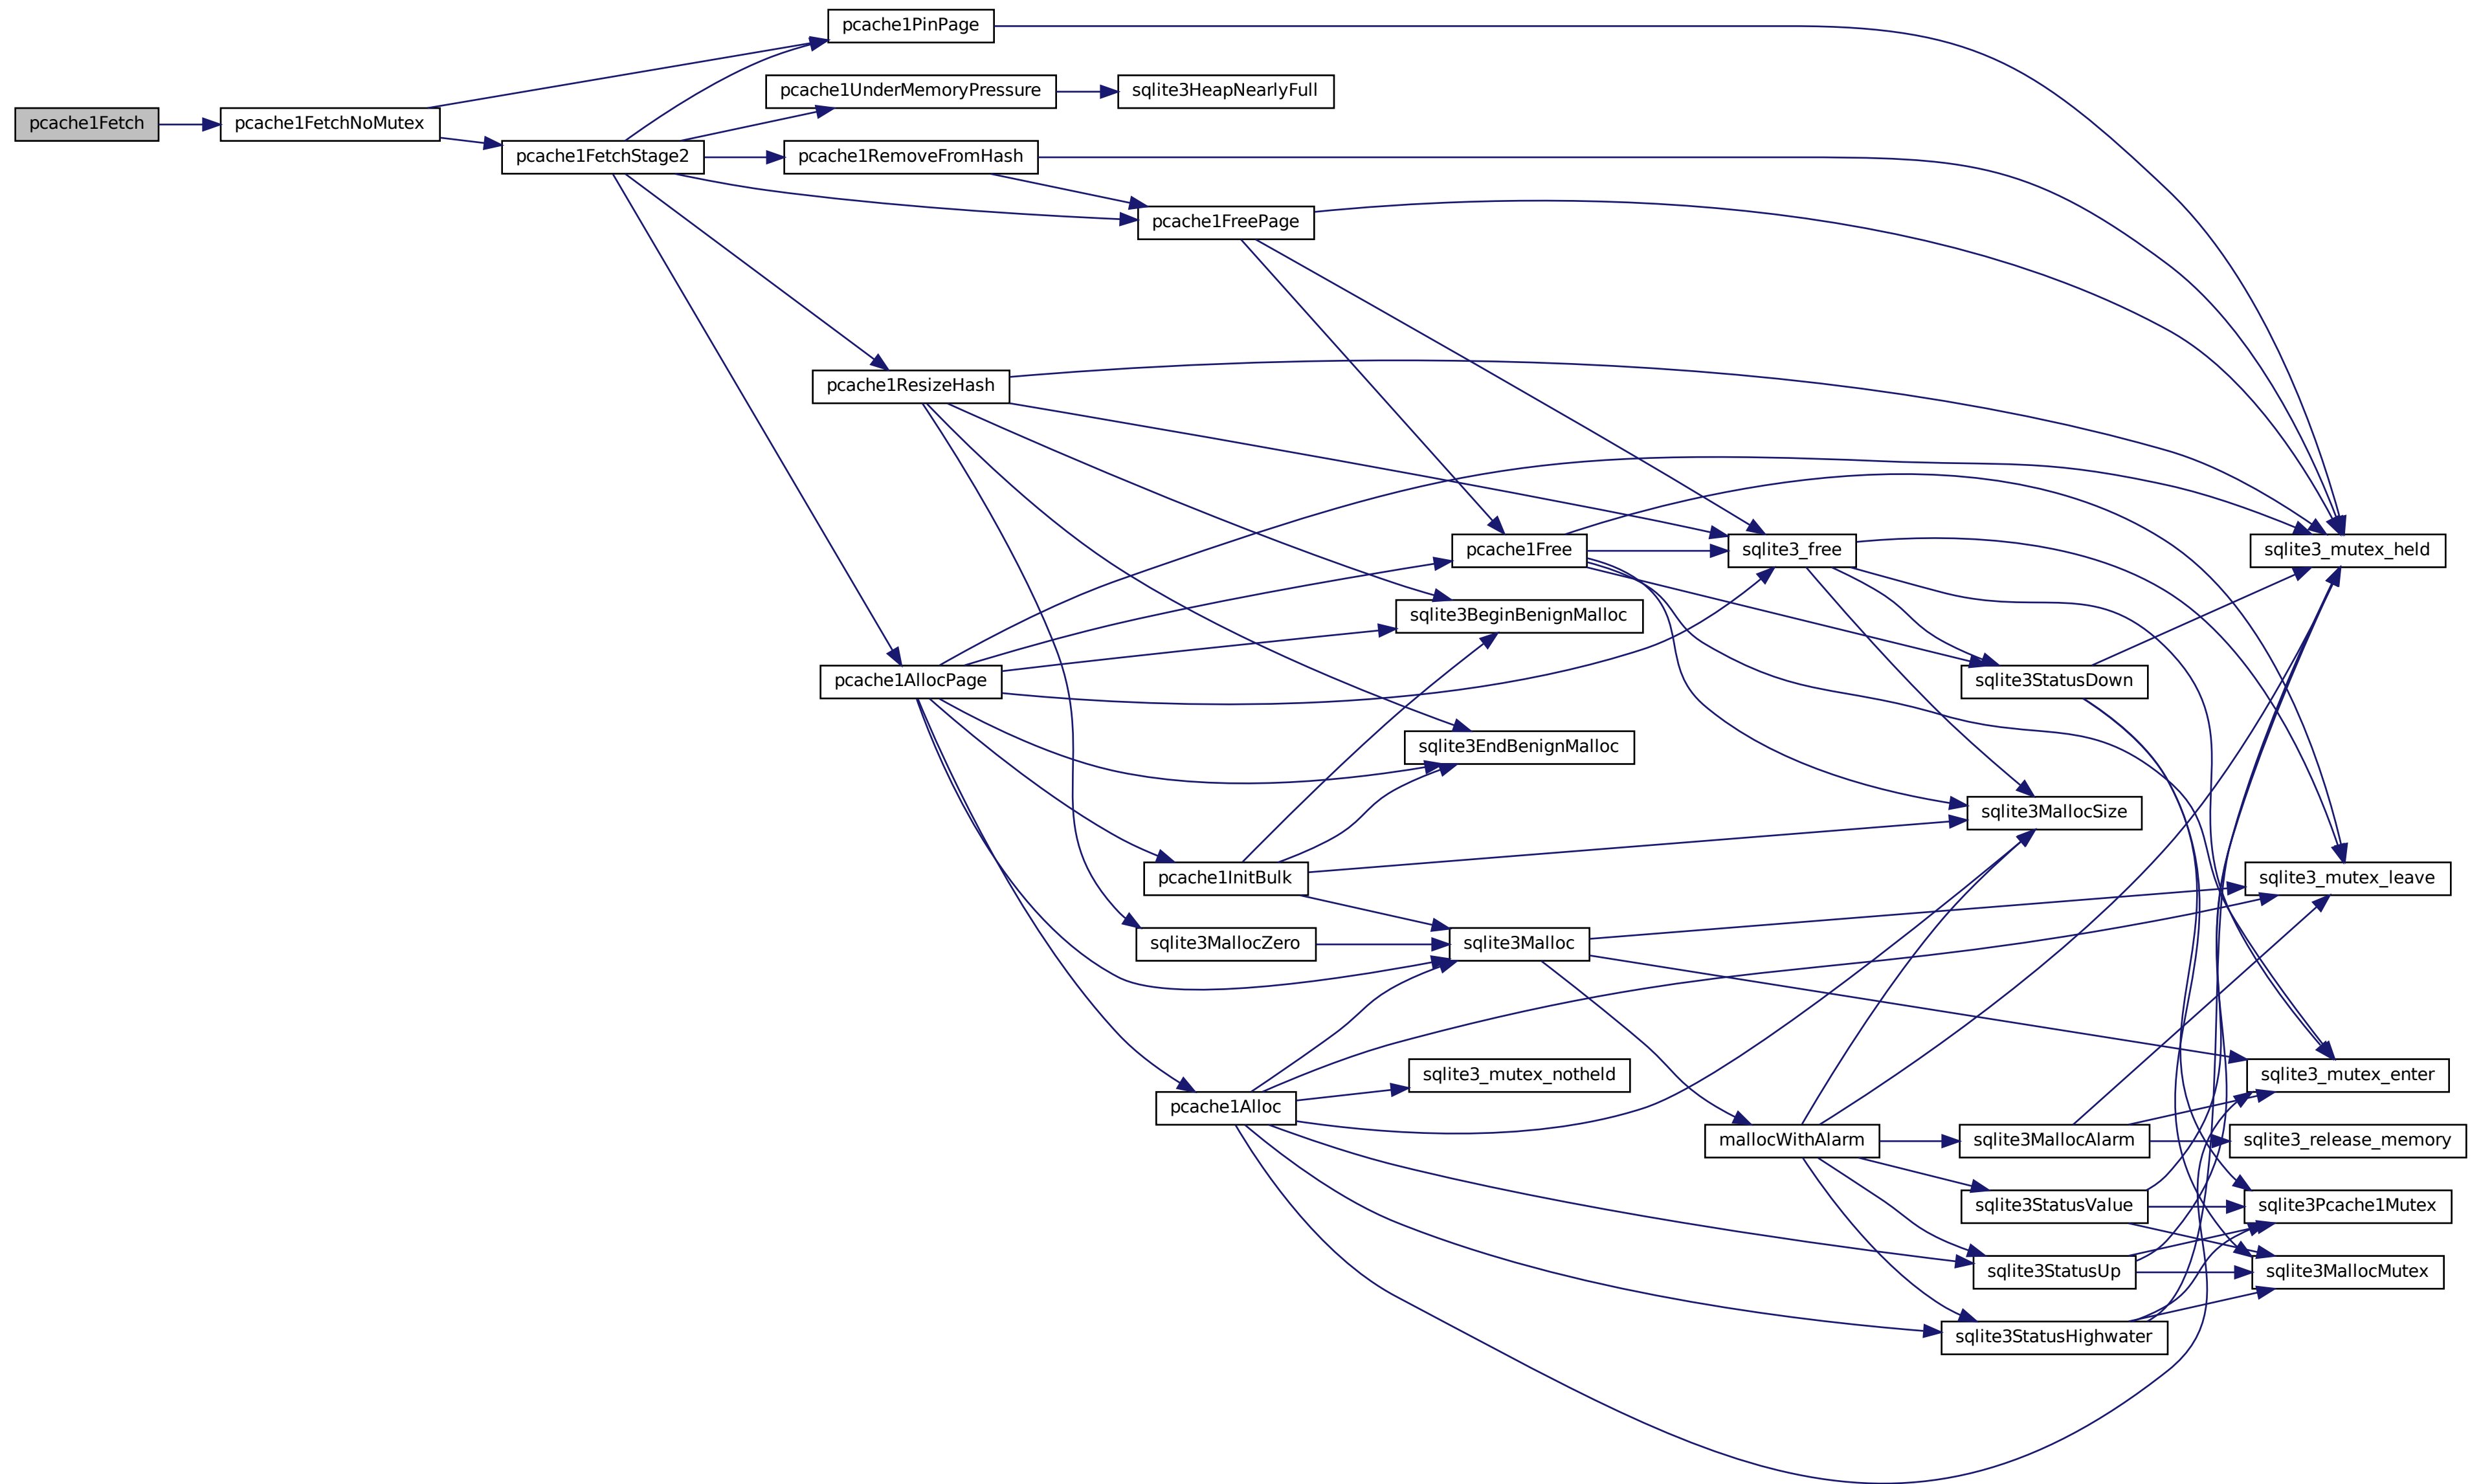 pcache1PinPage
pcache1UnderMemoryPressure
sqlite3HeapNearlyFull
pcache1Fetch
pcache1FetchNoMutex
pcache1FetchStage2
pcache1RemoveFromHash
pcache1FreePage
pcache1ResizeHash
pcache1Free
sqlite3_free
sqlite3_mutex_held
sqlite3BeginBenignMalloc
pcache1AllocPage
sqlite3StatusDown
sqlite3EndBenignMalloc
sqlite3MallocSize
pcache1InitBulk
sqlite3_mutex_leave
sqlite3MallocZero
sqlite3Malloc
sqlite3_mutex_notheld
sqlite3_mutex_enter
pcache1Alloc
mallocWithAlarm
sqlite3MallocAlarm
sqlite3_release_memory
sqlite3StatusValue
sqlite3Pcache1Mutex
sqlite3StatusUp
sqlite3MallocMutex
sqlite3StatusHighwater